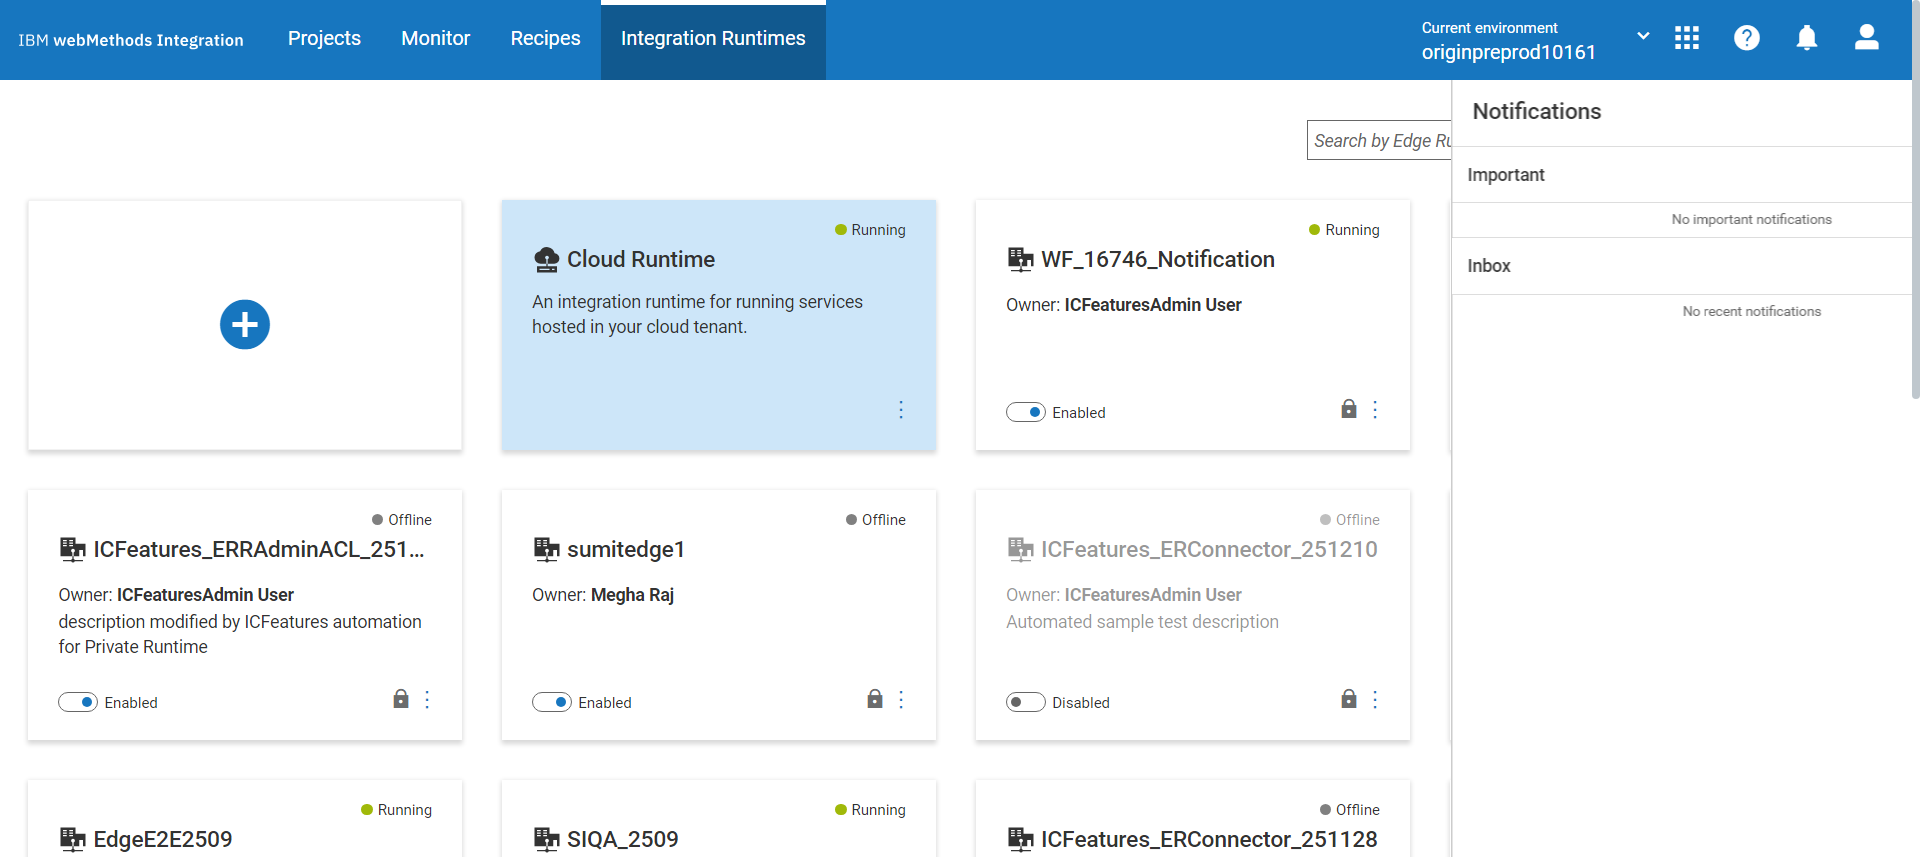 IBM webMethods Integration
Projects
Monitor
Recipes
Integration Runtimes
Current environment
originpreprod10161
Search by Edge Ru
Notifications
Important
No important notifications
Inbox
No recent notifications
Running
Cloud Runtime
An integration runtime for running services
hosted in your cloud tenant.
Running
WF_16746_Notification
Owner: ICFeaturesAdmin User
Enabled
Offline
ICFeatures_ERRAdminACL_251...
Owner: ICFeaturesAdmin User
description modified by ICFeatures automation
for Private Runtime
Enabled
Offline
sumitedge1
Owner: Megha Raj
Enabled
Offline
ICFeatures_ERConnector_251210
Owner: ICFeaturesAdmin User
Automated sample test description
Disabled
Running
EdgeE2E2509
Running
SIQA_2509
Offline
ICFeatures_ERConnector_251128